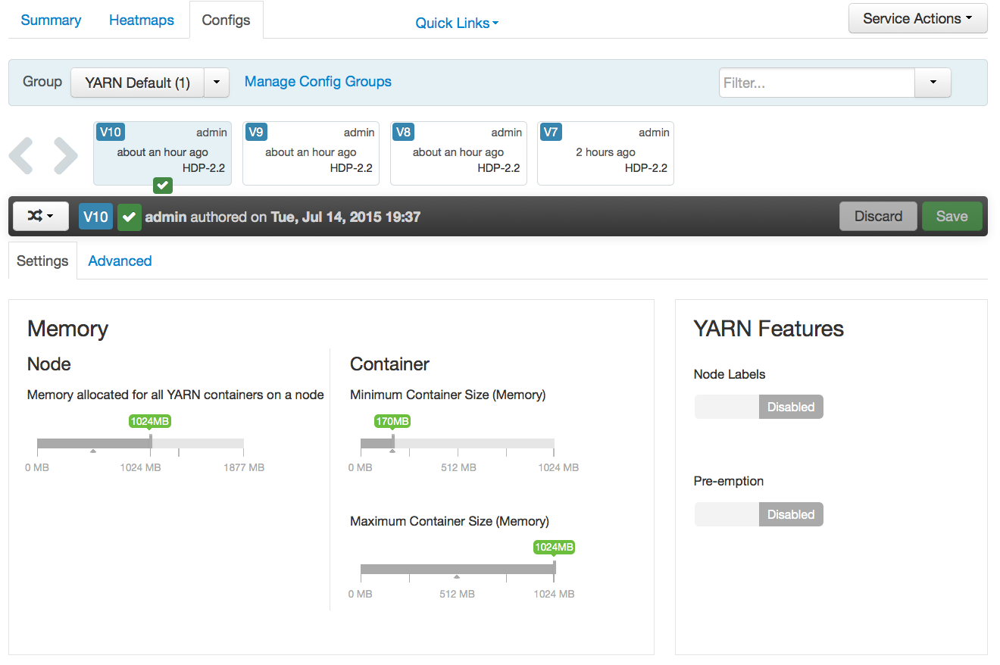 Summary Heatmaps Configs Quick Links Service Actions
Group YARN Default (1) Manage Config Groups Filter...
V10 admin V9 admin V8 admin V7 admin
about an hour ago about an hour ago about an hour ago 2 hours ago
HDP-2.2 HDP-2.2 HDP-2.2 HDP-2.2
V10 admin authored on Tue, Jul 14, 2015 19:37 Discard Save
Settings Advanced
Memory
Node
Memory allocated for all YARN containers on a node
1024MB
0 MB 1024 MB 1877 MB
Container
Minimum Container Size (Memory)
170MB
0 MB 512 MB 1024 MB
Maximum Container Size (Memory)
1024MB
0 MB 512 MB 1024 MB
YARN Features
Node Labels
Disabled
Pre-emption
Disabled